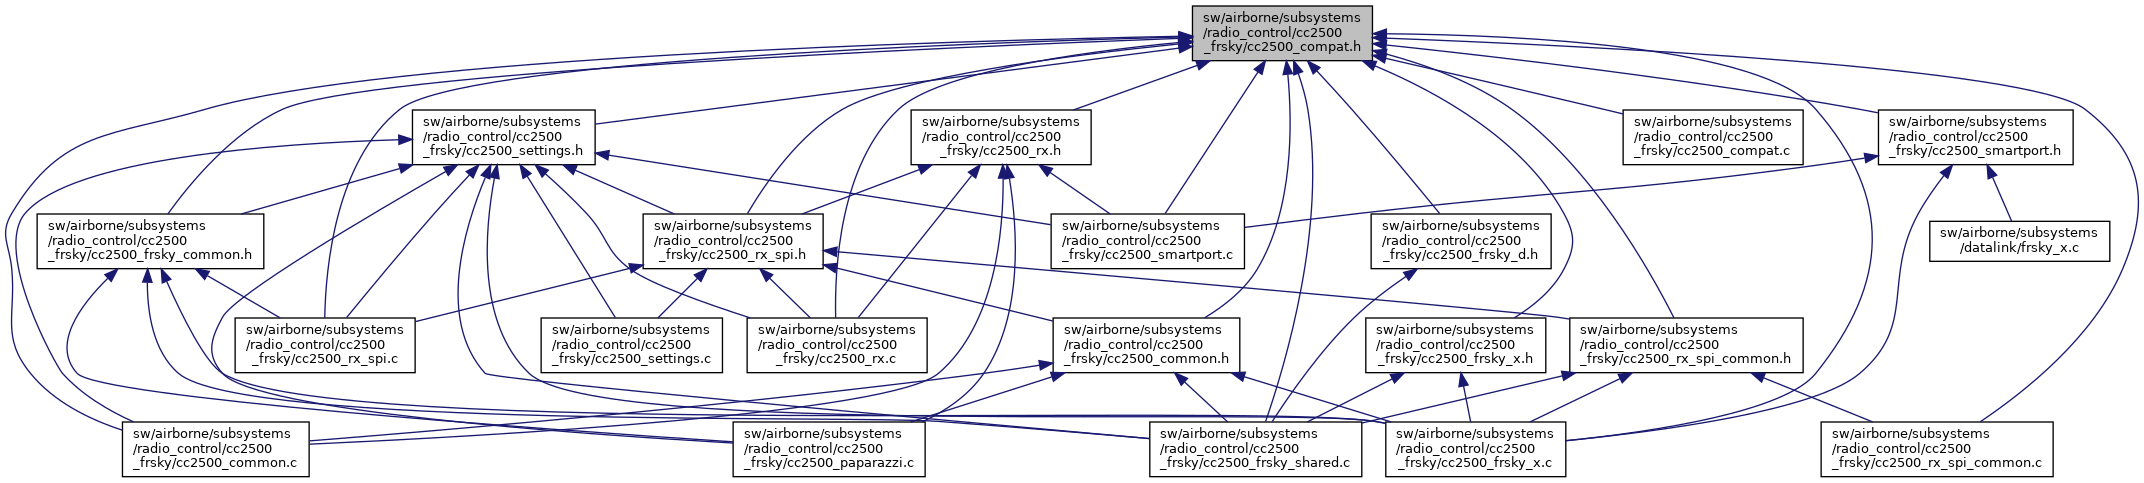 sw/airborne/subsystems
/radio_control/cc2500
_frsky/cc2500_compat.h
sw/airborne/subsystems
/radio_control/cc2500
_frsky/cc2500_settings.h
sw/airborne/subsystems
/radio_control/cc2500
_frsky/cc2500_rx.h
sw/airborne/subsystems
/radio_control/cc2500
_frsky/cc2500_compat.c
sw/airborne/subsystems
/radio_control/cc2500
_frsky/cc2500_smartport.h
sw/airborne/subsystems
/radio_control/cc2500
_frsky/cc2500_frsky_common.h
sw/airborne/subsystems
/radio_control/cc2500
_frsky/cc2500_rx_spi.h
sw/airborne/subsystems
/radio_control/cc2500
_frsky/cc2500_smartport.c
sw/airborne/subsystems
/radio_control/cc2500
_frsky/cc2500_frsky_d.h
sw/airborne/subsystems
/datalink/frsky_x.c
sw/airborne/subsystems
/radio_control/cc2500
_frsky/cc2500_rx_spi.c
sw/airborne/subsystems
/radio_control/cc2500
_frsky/cc2500_settings.c
sw/airborne/subsystems
/radio_control/cc2500
_frsky/cc2500_rx.c
sw/airborne/subsystems
/radio_control/cc2500
_frsky/cc2500_common.h
sw/airborne/subsystems
/radio_control/cc2500
_frsky/cc2500_frsky_x.h
sw/airborne/subsystems
/radio_control/cc2500
_frsky/cc2500_rx_spi_common.h
sw/airborne/subsystems
/radio_control/cc2500
_frsky/cc2500_common.c
sw/airborne/subsystems
/radio_control/cc2500
_frsky/cc2500_paparazzi.c
sw/airborne/subsystems
/radio_control/cc2500
_frsky/cc2500_frsky_shared.c
sw/airborne/subsystems
/radio_control/cc2500
_frsky/cc2500_frsky_x.c
sw/airborne/subsystems
/radio_control/cc2500
_frsky/cc2500_rx_spi_common.c